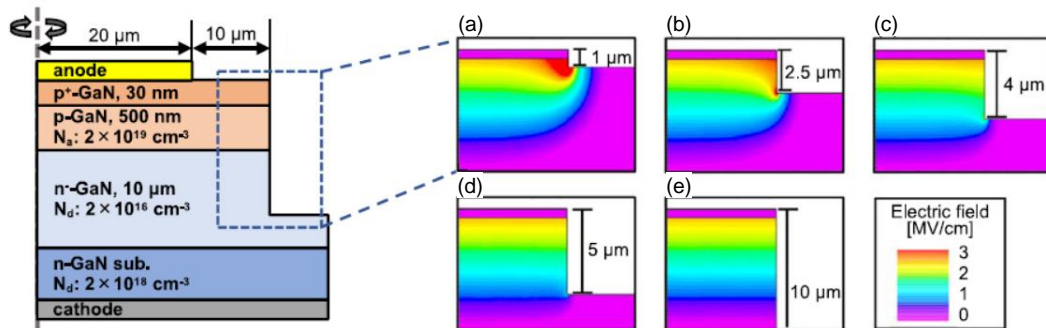 20 µm
10 µm
anode
p⁺-GaN, 30 nm
p-GaN, 500 nm
Nₐ: 2×10¹⁹ cm⁻³
n⁻-GaN, 10 µm
N_d: 2×10¹⁶ cm⁻³
n-GaN sub.
N_d: 2×10¹⁸ cm⁻³
cathode
(a)
1 µm
(b)
2.5 µm
(c)
4 µm
(d)
5 µm
(e)
10 µm
Electric field
[MV/cm]
3
2
1
0